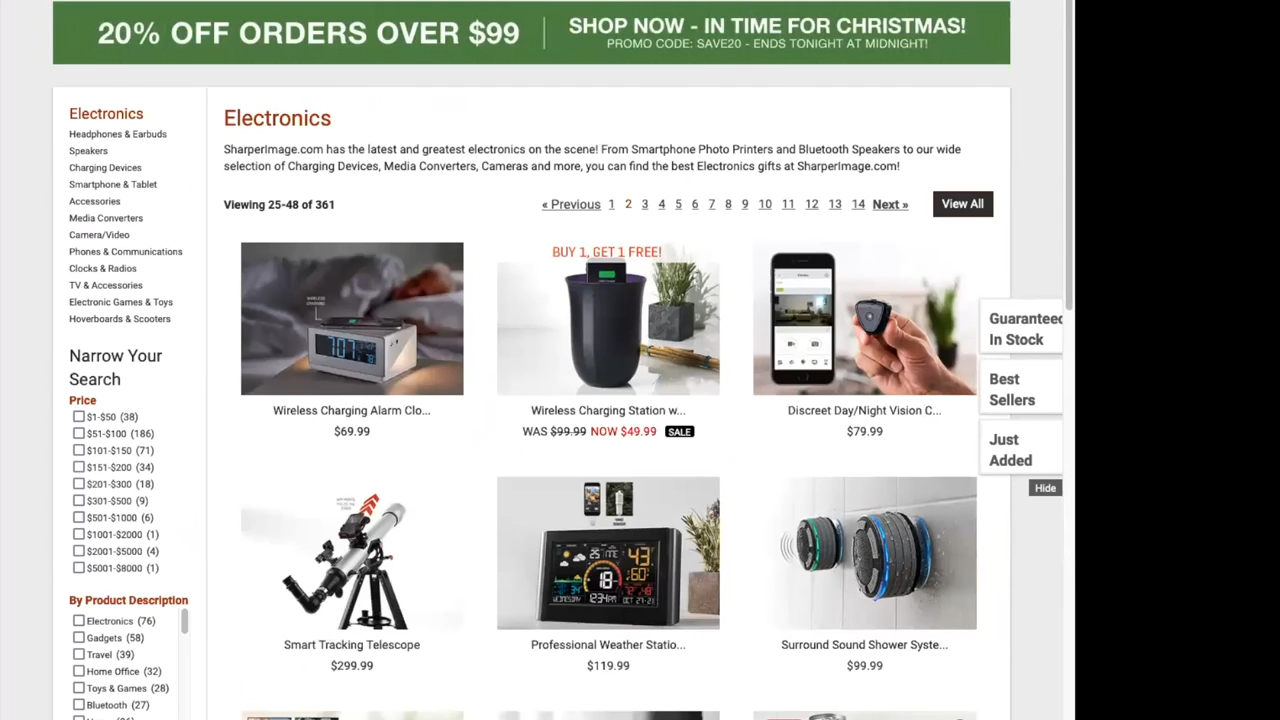 20% OFF ORDERS OVER $99
SHOP NOW - IN TIME FOR CHRISTMAS!
PROMO CODE: SAVE20 - ENDS TONIGHT AT MIDNIGHT!
Electronics
Headphones & Earbuds
Speakers
Charging Devices
Smartphone & Tablet
Accessories
Media Converters
Camera/Video
Phones & Communications
Clocks & Radios
TV & Accessories
Electronic Games & Toys
Hoverboards & Scooters
Narrow Your
Search
Price
$1-$50 (38)
$51-$100 (186)
$101-$150 (71)
$151-$200 (34)
$201-$300 (18)
$301-$500 (9)
$501-$1000 (6)
$1001-$2000 (1)
$2001-$5000 (4)
$5001-$8000 (1)
By Product Description
Electronics (76)
Gadgets (58)
Travel (39)
Home Office (32)
Toys & Games (28)
Bluetooth (27)
Electronics
SharperImage.com has the latest and greatest electronics on the scene! From Smartphone Photo Printers and Bluetooth Speakers to our wide
selection of Charging Devices, Media Converters, Cameras and more, you can find the best Electronics gifts at SharperImage.com!
Viewing 25-48 of 361
« Previous 1 2 3 4 5 6 7 8 9 10 11 12 13 14 Next »
View All
WIRELESS
CHARGING
Wireless Charging Alarm Clo...
$69.99
BUY 1, GET 1 FREE!
Wireless Charging Station w...
WAS $99.99 NOW $49.99 SALE
Discreet Day/Night Vision C...
$79.99
Smart Tracking Telescope
$299.99
Professional Weather Statio...
$119.99
Surround Sound Shower Syste...
$99.99
Guaranteed
In Stock
Best
Sellers
Just
Added
Hide